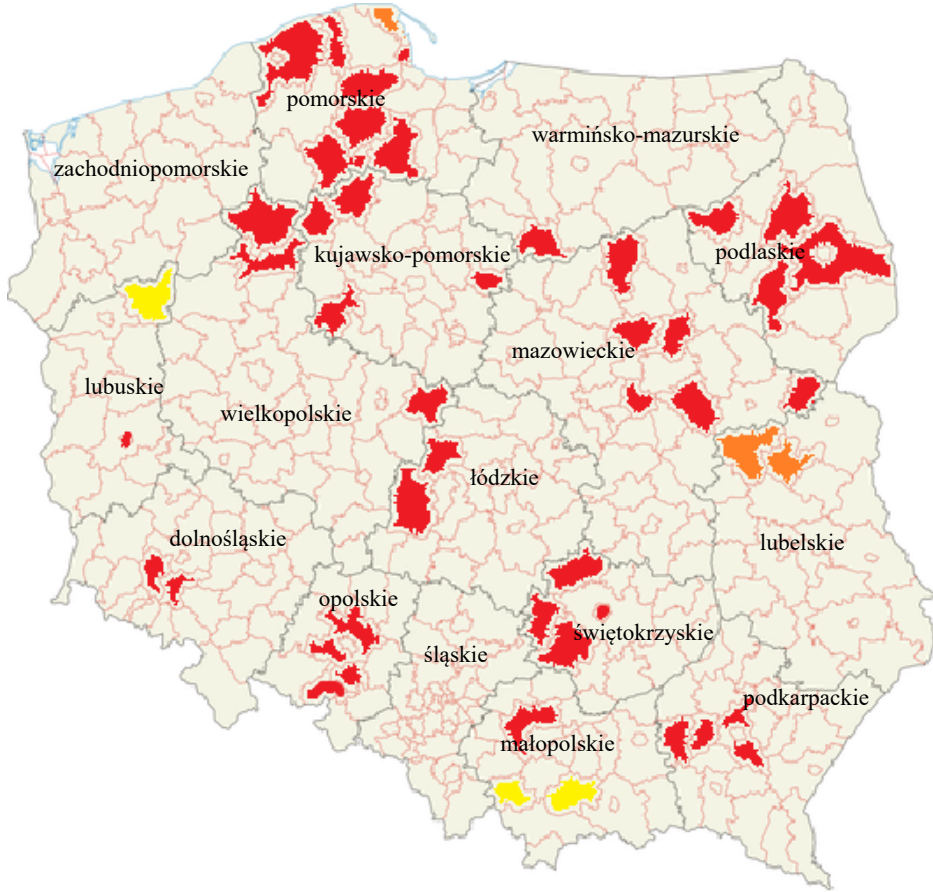 pomorskie
warmińsko-mazurskie
zachodniopomorskie
kujawsko-pomorskie
podlaskie
mazowieckie
lubuskie
wielkopolskie
łódzkie
dolnośląskie
lubelskie
opolskie
świętokrzyskie
śląskie
podkarpackie
małopolskie